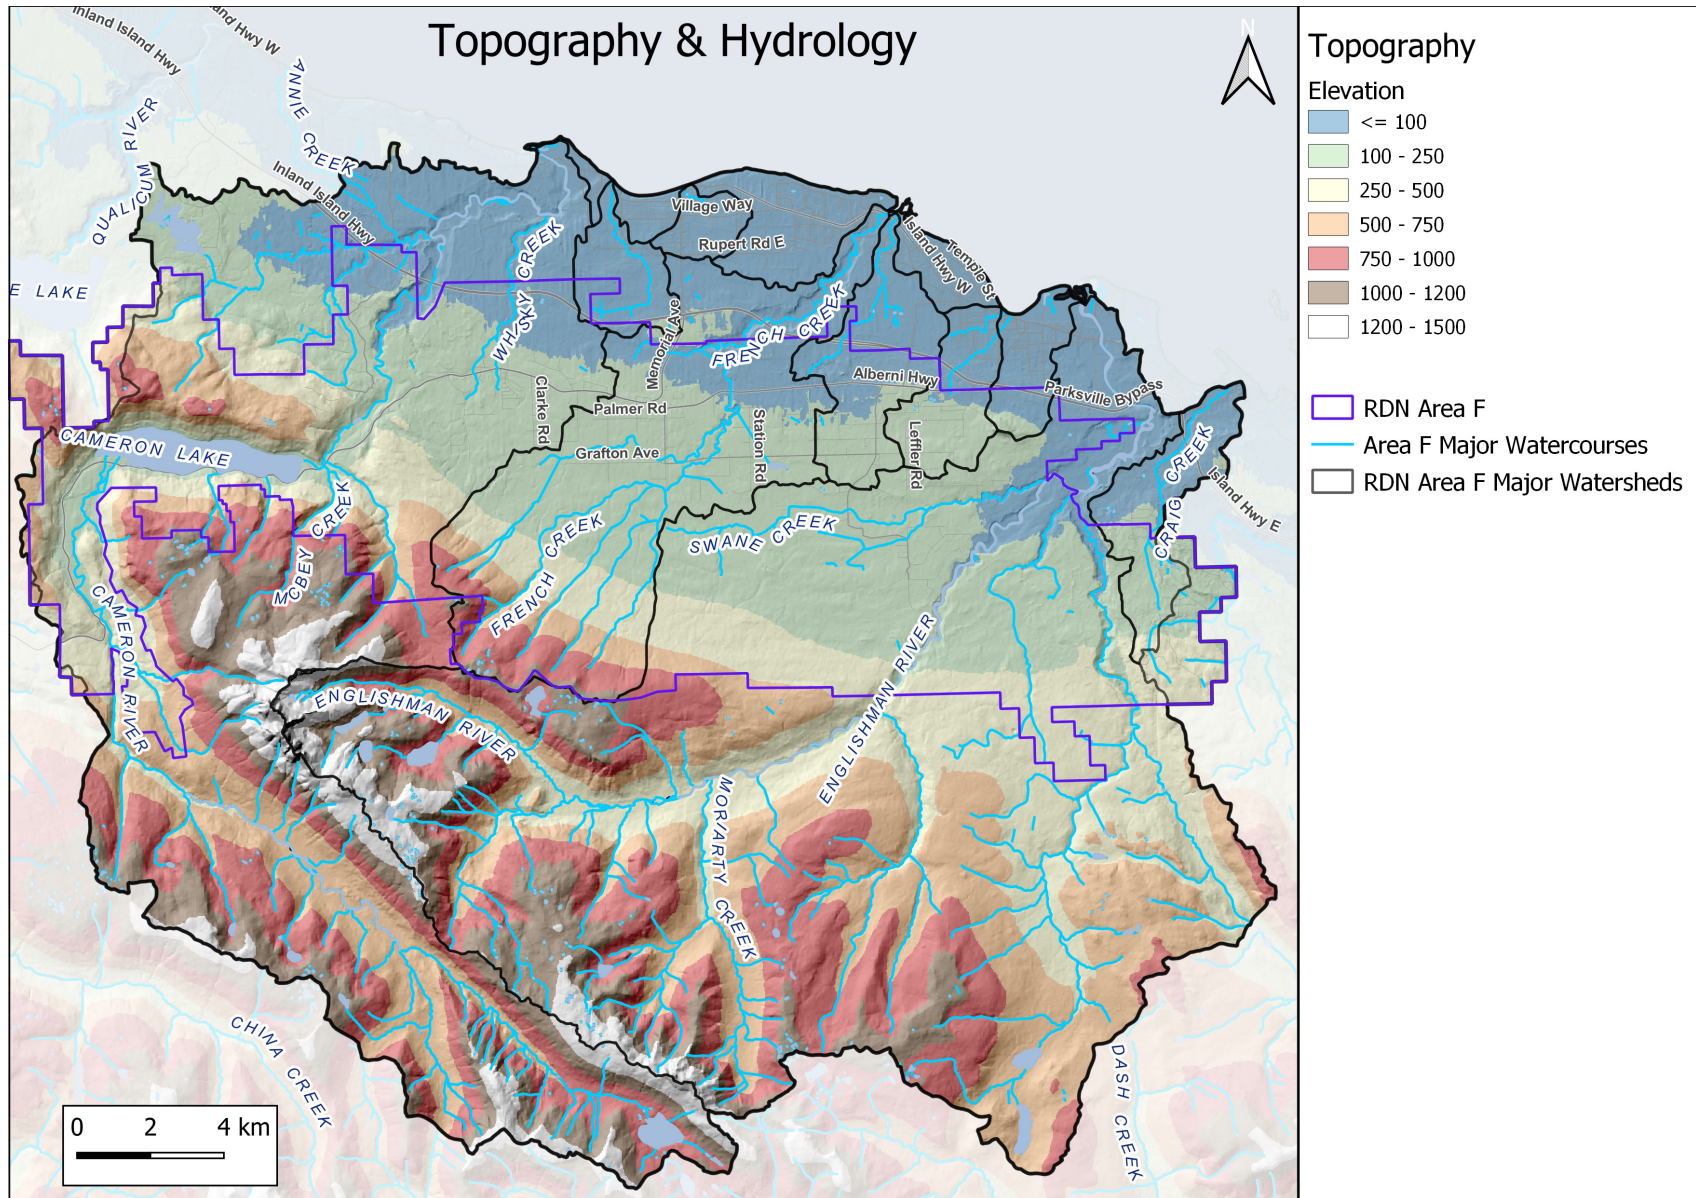 Topography & Hydrology
N
Inland Island Hwy
and Hwy W
ANNIE CREEK
QUALICUM RIVER
Inland Island Hwy
E LAKE
WHISKY CREEK
Village Way
Rupert Rd E
Island Hwy W
Temple St
Memorial Ave
FRENCH CREEK
Alberni Hwy
Parksville Bypass
Clarke Rd
Palmer Rd
Station Rd
Leffler Rd
Grafton Ave
CAMERON LAKE
CRAIG CREEK
Island Hwy E
MCBEY CREEK
FRENCH CREEK
SWANE CREEK
CAMERON RIVER
ENGLISHMAN RIVER
ENGLISHMAN RIVER
MORIARTY CREEK
CHINA CREEK
DASH CREEK
0 2 4 km
Topography
Elevation
<= 100
100 - 250
250 - 500
500 - 750
750 - 1000
1000 - 1200
1200 - 1500
RDN Area F
Area F Major Watercourses
RDN Area F Major Watersheds